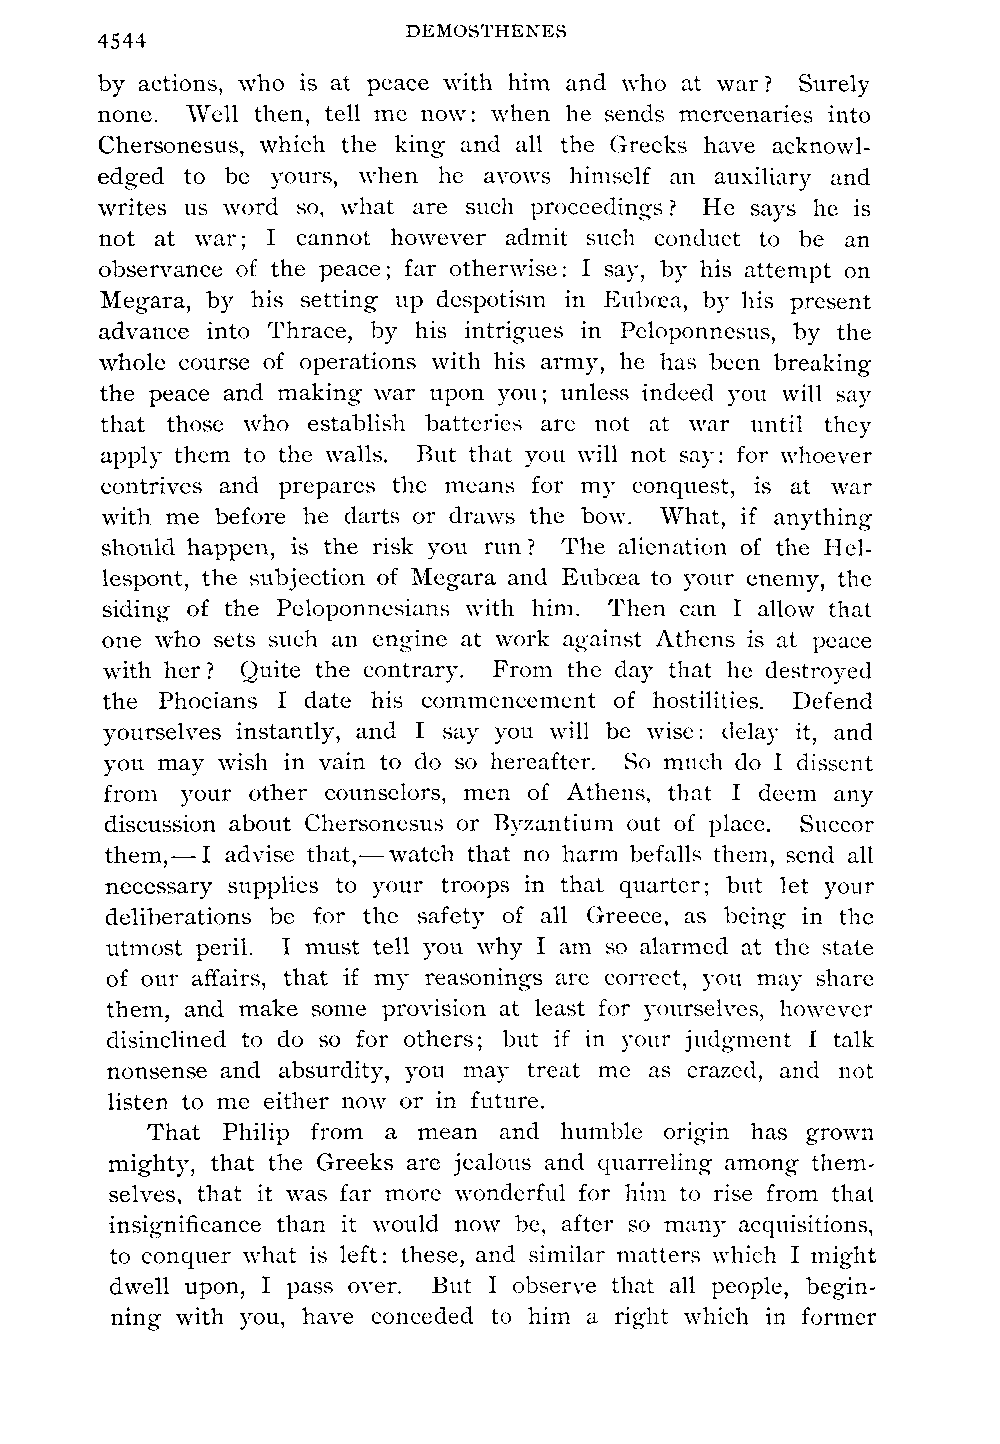 4544
DEMOSTHENES
by actions, who is at peace with him and who at war? Surely
none. Well then, tell me now: when he sends mercenaries into
Chersonesus, which the king and all the Greeks have acknowl-
edged to be yours, when he avows himself an auxiliary and
writes us word so, what are such proceedings? He says he is
not at war; I cannot however admit such conduct to be an
observance of the peace; far otherwise: I say, by his attempt on
Megara, by his setting up despotism in Eubœa, by his present
advance into Thrace, by his intrigues in Peloponnesus, by the
whole course of operations with his army, he has been breaking
the peace and making war upon you; unless indeed you will say
that those who establish batteries are not at war until they
apply them to the walls. But that you will not say: for whoever
contrives and prepares the means for my conquest, is at war
with me before he darts or draws the bow. What, if anything
should happen, is the risk you run? The alienation of the Hel-
lespont, the subjection of Megara and Eubœa to your enemy, the
siding of the Peloponnesians with him. Then can I allow that
one who sets such an engine at work against Athens is at peace
with her? Quite the contrary. From the day that he destroyed
the Phocians I date his commencement of hostilities. Defend
yourselves instantly, and I say you will be wise: delay it, and
you may wish in vain to do so hereafter. So much do I dissent
from your other counselors, men of Athens, that I deem any
discussion about Chersonesus or Byzantium out of place. Succor
them,—I advise that,—watch that no harm befalls them, send all
necessary supplies to your troops in that quarter; but let your
deliberations be for the safety of all Greece, as being in the
utmost peril. I must tell you why I am so alarmed at the state
of our affairs, that if my reasonings are correct, you may share
them, and make some provision at least for yourselves, however
disinclined to do so for others; but if in your judgment I talk
nonsense and absurdity, you may treat me as crazed, and not
listen to me either now or in future.
That Philip from a mean and humble origin has grown
mighty, that the Greeks are jealous and quarreling among them-
selves, that it was far more wonderful for him to rise from that
insignificance than it would now be, after so many acquisitions,
to conquer what is left: these, and similar matters which I might
dwell upon, I pass over. But I observe that all people, begin-
ning with you, have conceded to him a right which in former